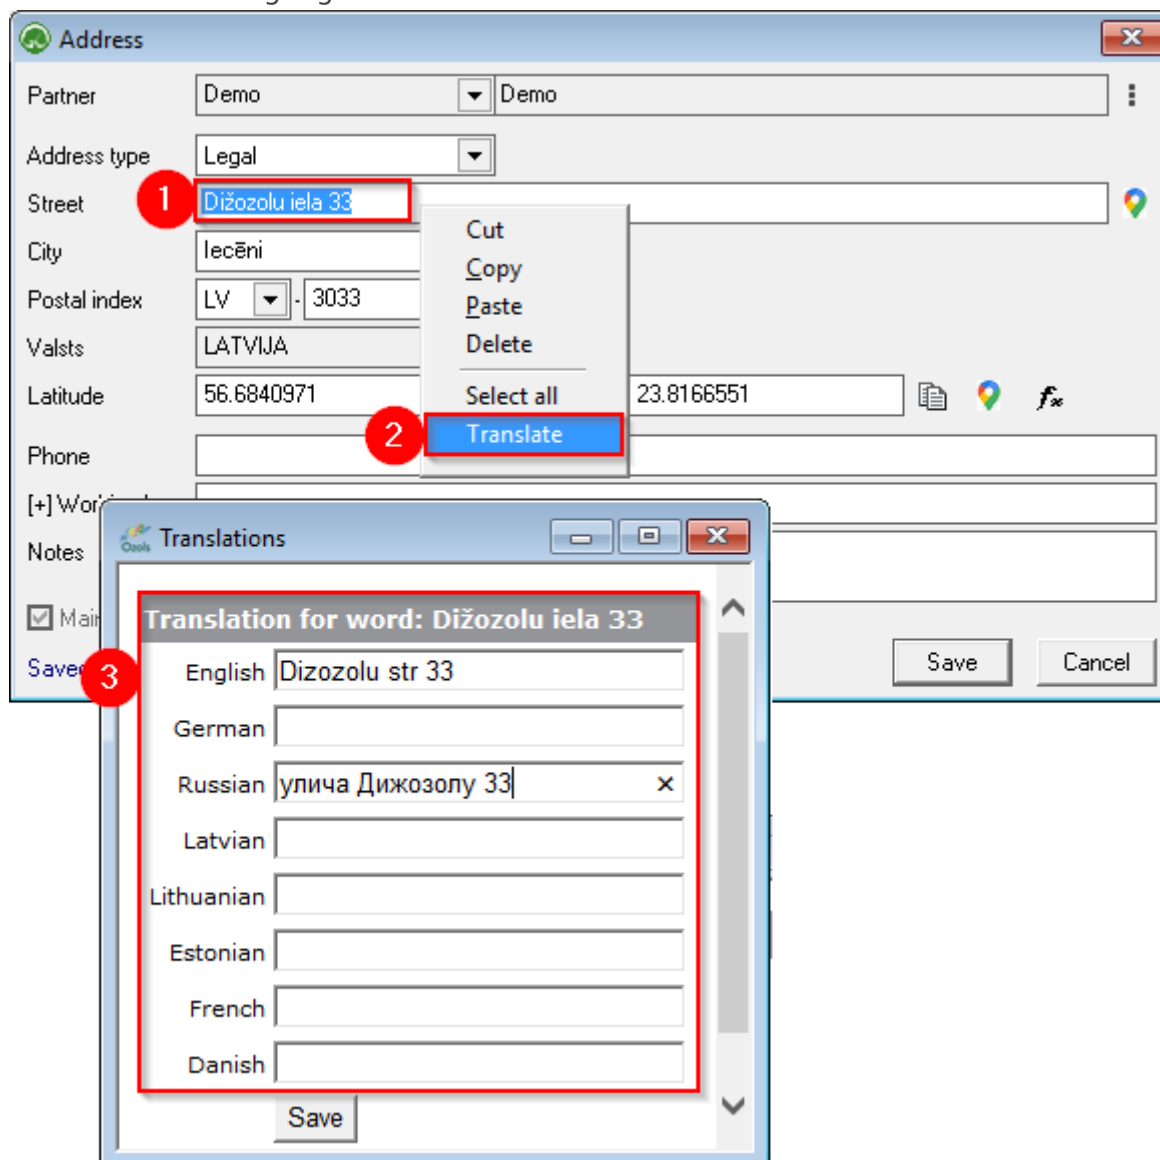 Address
Partner Demo Demo
Address type Legal
1
Street Dižozolu iela 33
Cut
City Iecēni
Copy
Postal index LV - 3033
Paste
Valsts LATVIJA
Delete
Latitude 56.6840971 Select all 23.8166551
2 Translate
Phone
[+]
Notes
Translations
Translation for word: Dižozolu iela 33
Save Cancel
3
English Dizozolu str 33
German
Russian улича Дижозолу 33
Latvian
Lithuanian
Estonian
French
Danish
Save